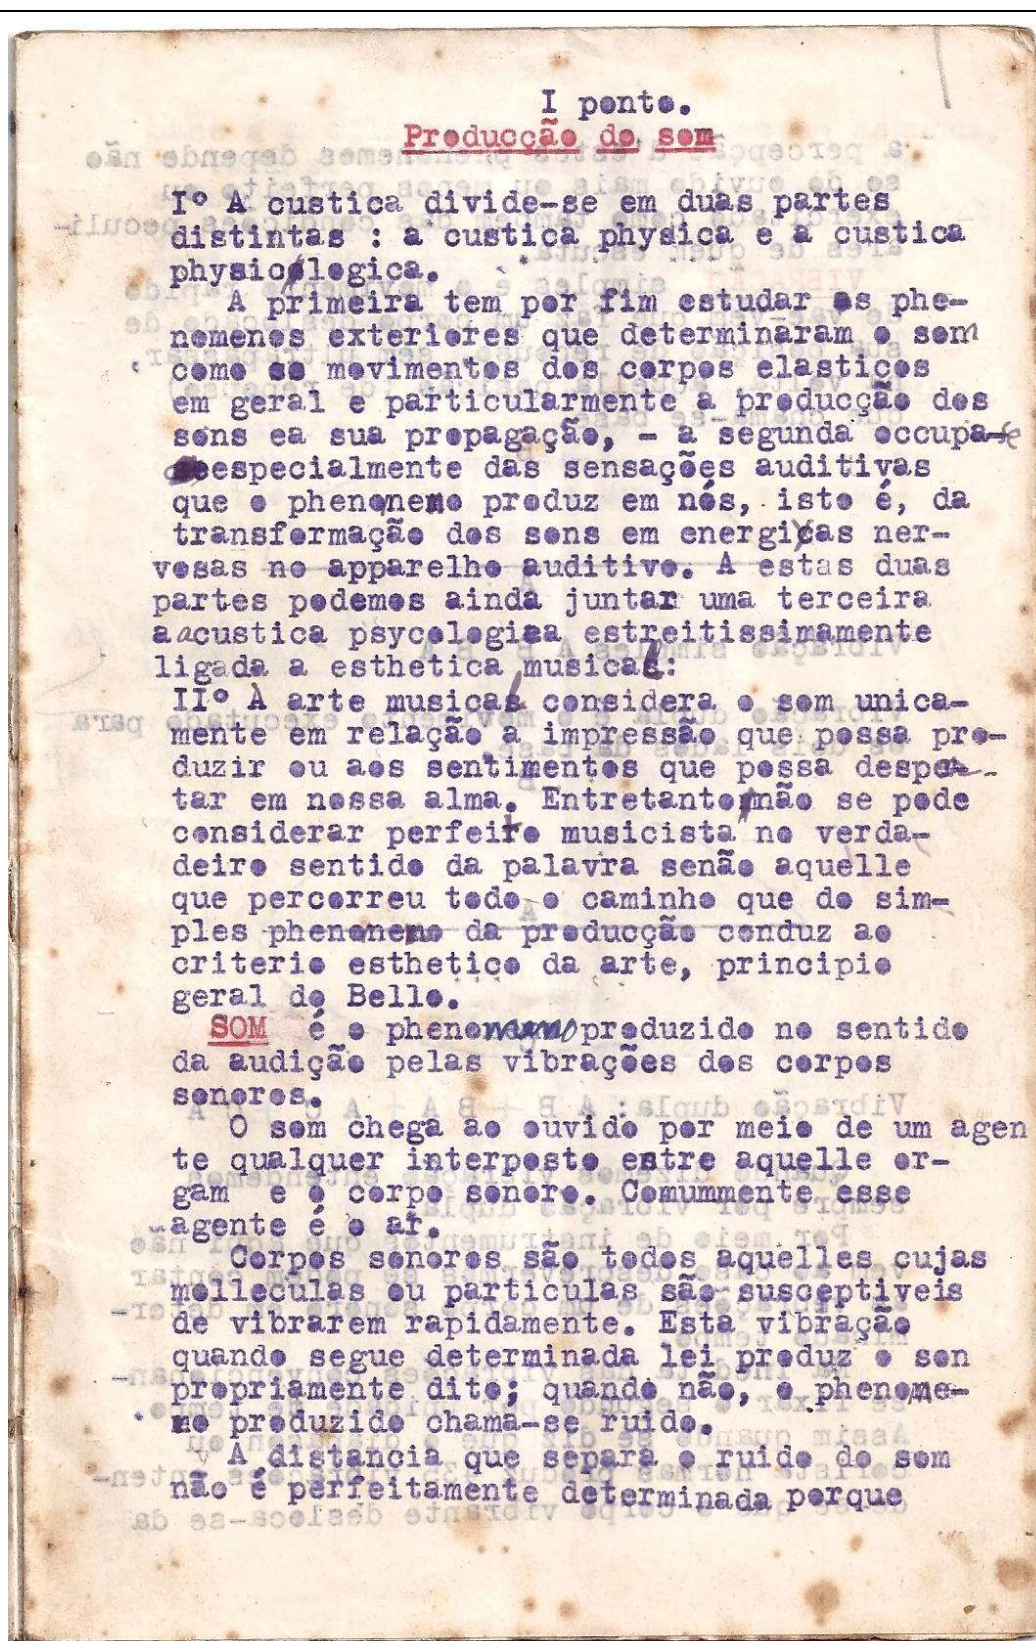 I ponto.
Producção do som
Iº A custica divide-se em duas partes
distintas : a custica physica e a custica
physiologica.
A primeira tem por fim estudar os phe-
nomenos exteriores que determinaram o som
como os movimentos dos corpos elasticos
em geral e particularmente a producção dos
sons ea sua propagação, - a segunda occupa-se
especialmente das sensações auditivas
que o phenomeno produz em nós, isto é, da
transformação dos sons em energias ner-
vosas no apparelho auditivo. A estas duas
partes podemos ainda juntar uma terceira
aacustica psycologica estreitissimamente
ligada a esthetica musical:
IIº A arte musical considera o som unica-
mente em relação à impressão que possa pro-
duzir ou aos sentimentos que possa desper-
tar em nossa alma. Entretanto não se pode
considerar perfeito musicista no verda-
deiro sentido da palavra senão aquelle
que percorreu todo o caminho que do sim-
ples phenomeno da producção conduz ao
criterio esthetico da arte, principio
geral do Bello.
SOM é o phenomeno produzido no sentido
da audição pelas vibrações dos corpos
sonoros.
O som chega ao ouvido por meio de um agen
te qualquer interposto entre aquelle or-
gam e o corpo sonoro. Comummente esse
agente é o ar.
Corpos sonoros são todos aquelles cujas
molleculas ou particulas são susceptiveis
de vibrarem rapidamente. Esta vibração
quando segue determinada lei produz o son
propriamente dito; quando não, o phenome-
no produzido chama-se ruido.
A distancia que separa o ruido do som
não é perfeitamente determinada porque